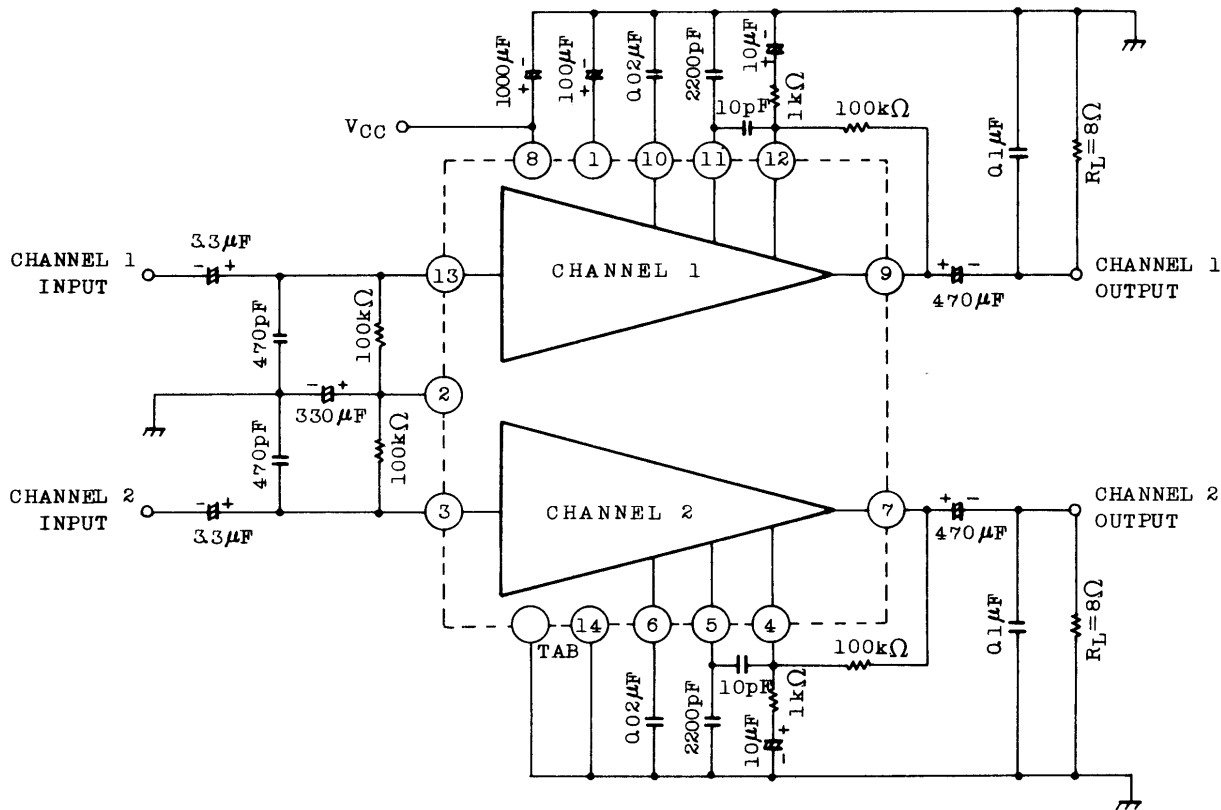 1000μF
100μF
0.02μF
2200pF
10μF
1kΩ
10pF
100kΩ
0.1μF
RL=8Ω
VCC
8
1
10
11
12
3.3μF
CHANNEL 1
INPUT
13
CHANNEL 1
9
470μF
CHANNEL 1
OUTPUT
470pF
100kΩ
330μF
2
470pF
100kΩ
CHANNEL 2
INPUT
3.3μF
3
CHANNEL 2
7
470μF
CHANNEL 2
OUTPUT
TAB
14
6
5
4
0.02μF
2200pF
10pF
10μF
1kΩ
100kΩ
0.1μF
RL=8Ω